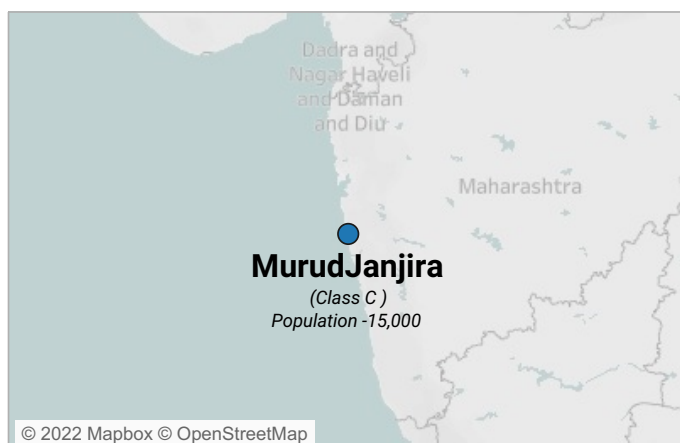 Dadra and
Nagar Haveli
and Daman
and Diu
Maharashtra
MurudJanjira
(Class C )
Population -15,000
© 2022 Mapbox © OpenStreetMap